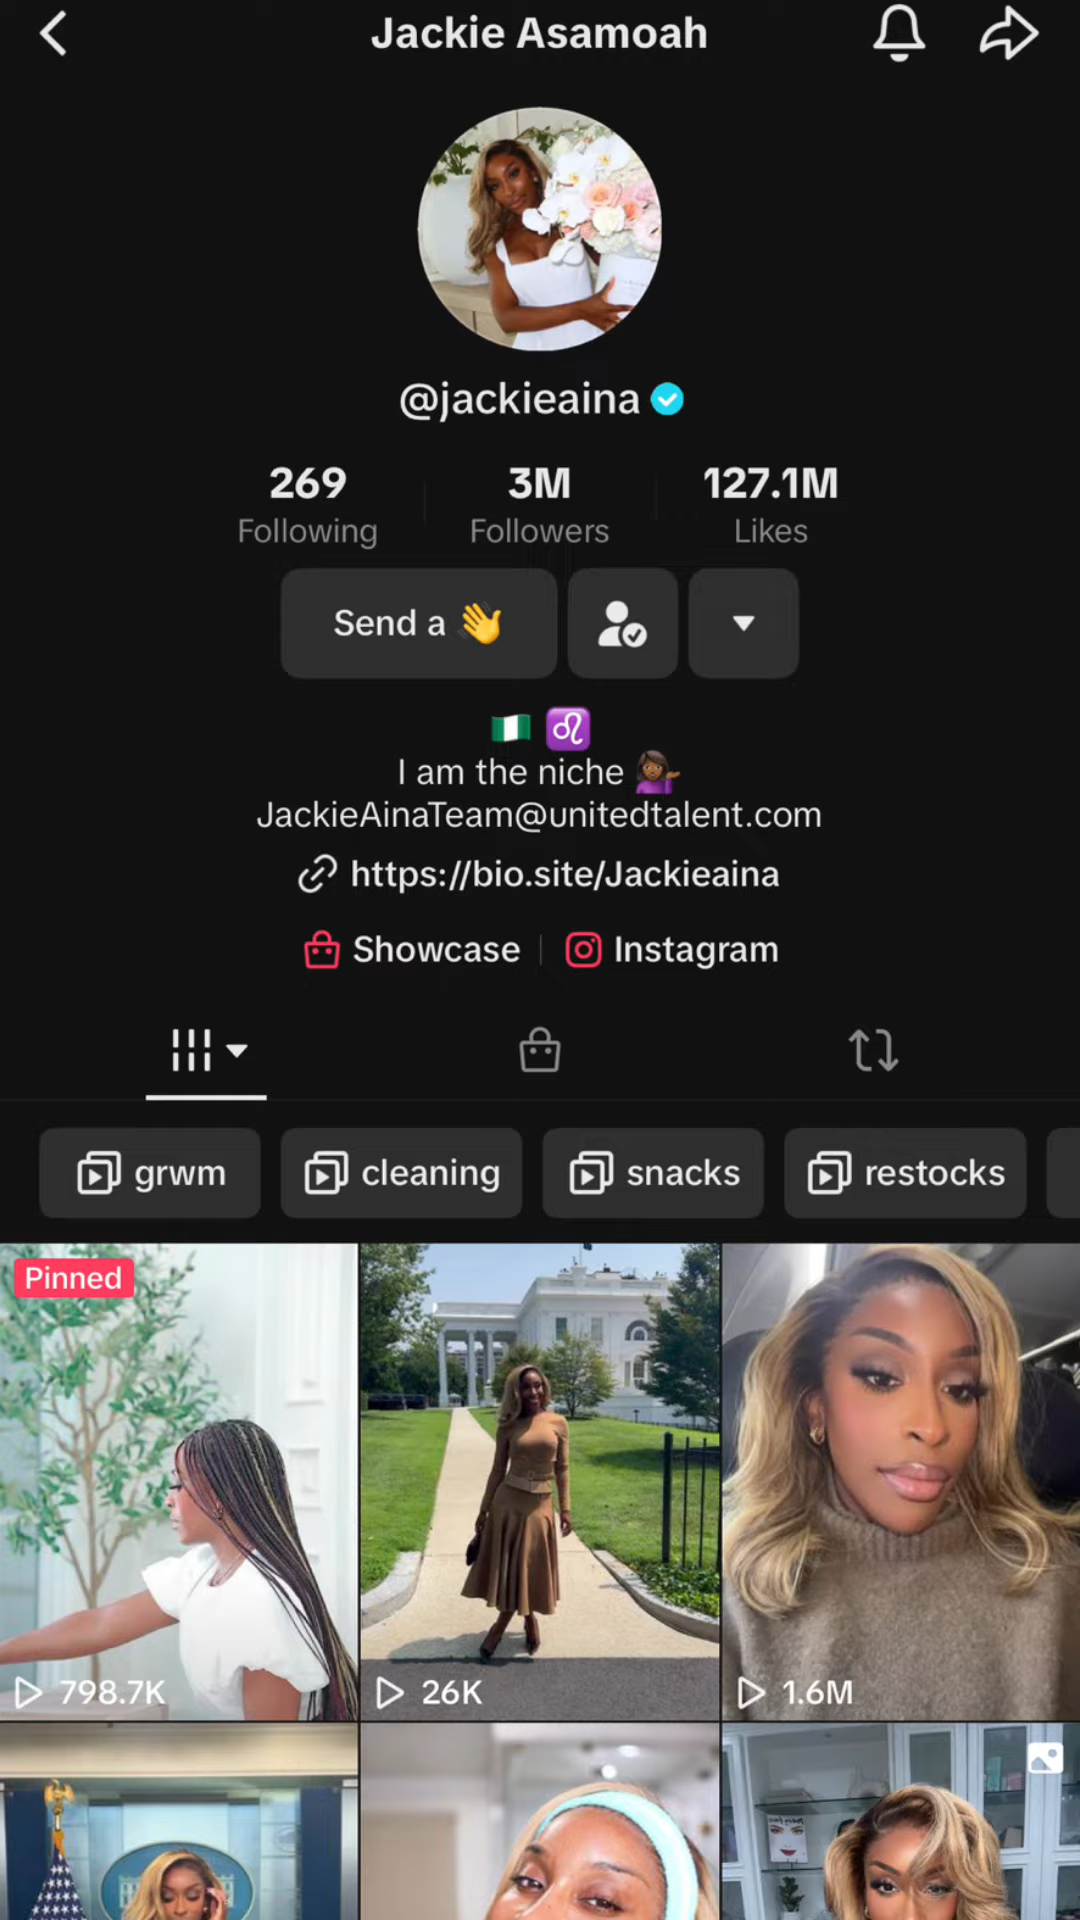 Jackie Asamoah
@jackieaina
269 3M 127.1M
Following Followers Likes
Send a 👋
🇳🇬 ♌
I am the niche 💁🏾‍♀️
JackieAinaTeam@unitedtalent.com
https://bio.site/Jackieaina
Showcase Instagram
grwm cleaning snacks restocks
Pinned
798.7K 26K 1.6M